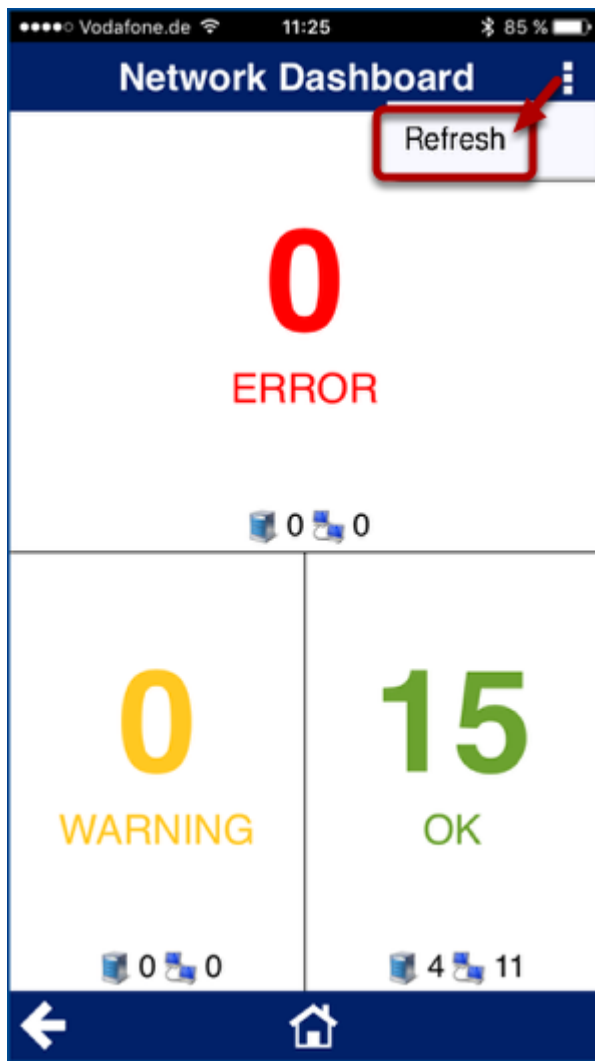 Vodafone.de 11:25 85 %
Network Dashboard
Refresh
0
ERROR
0 0
0 15
WARNING OK
0 0 4 11